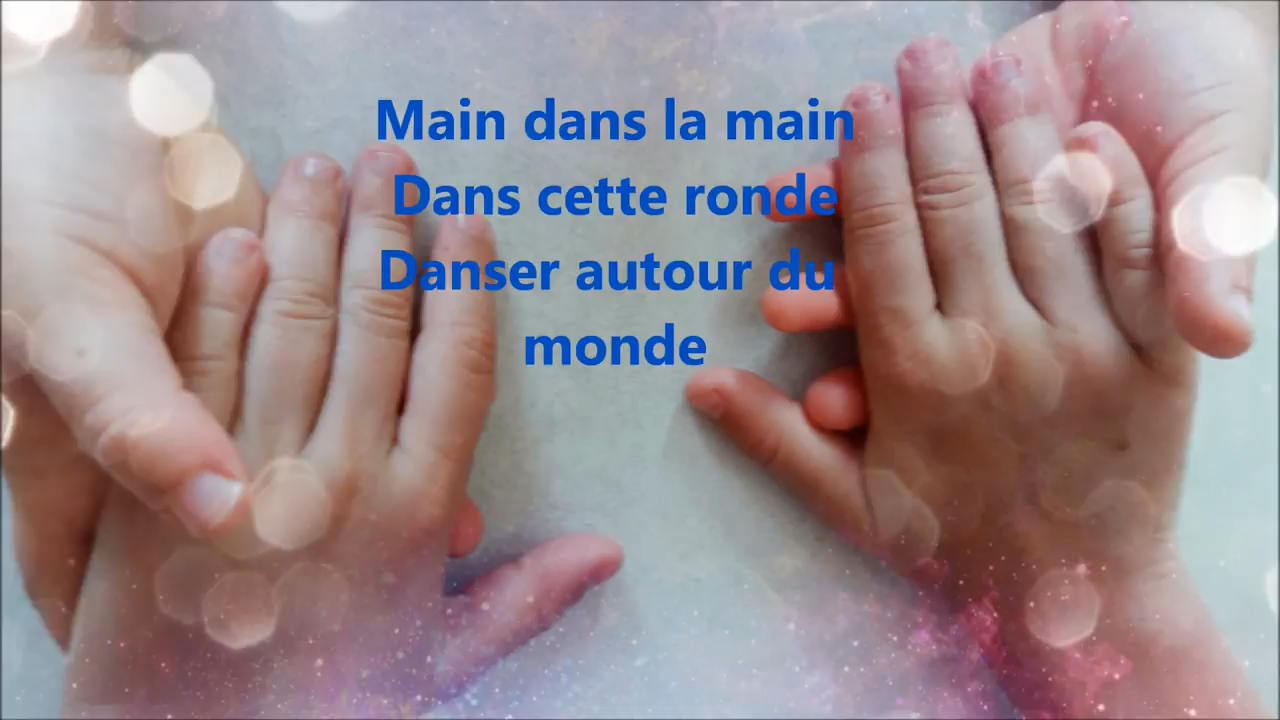 Main dans la main
Dans cette ronde
Danser autour du
monde